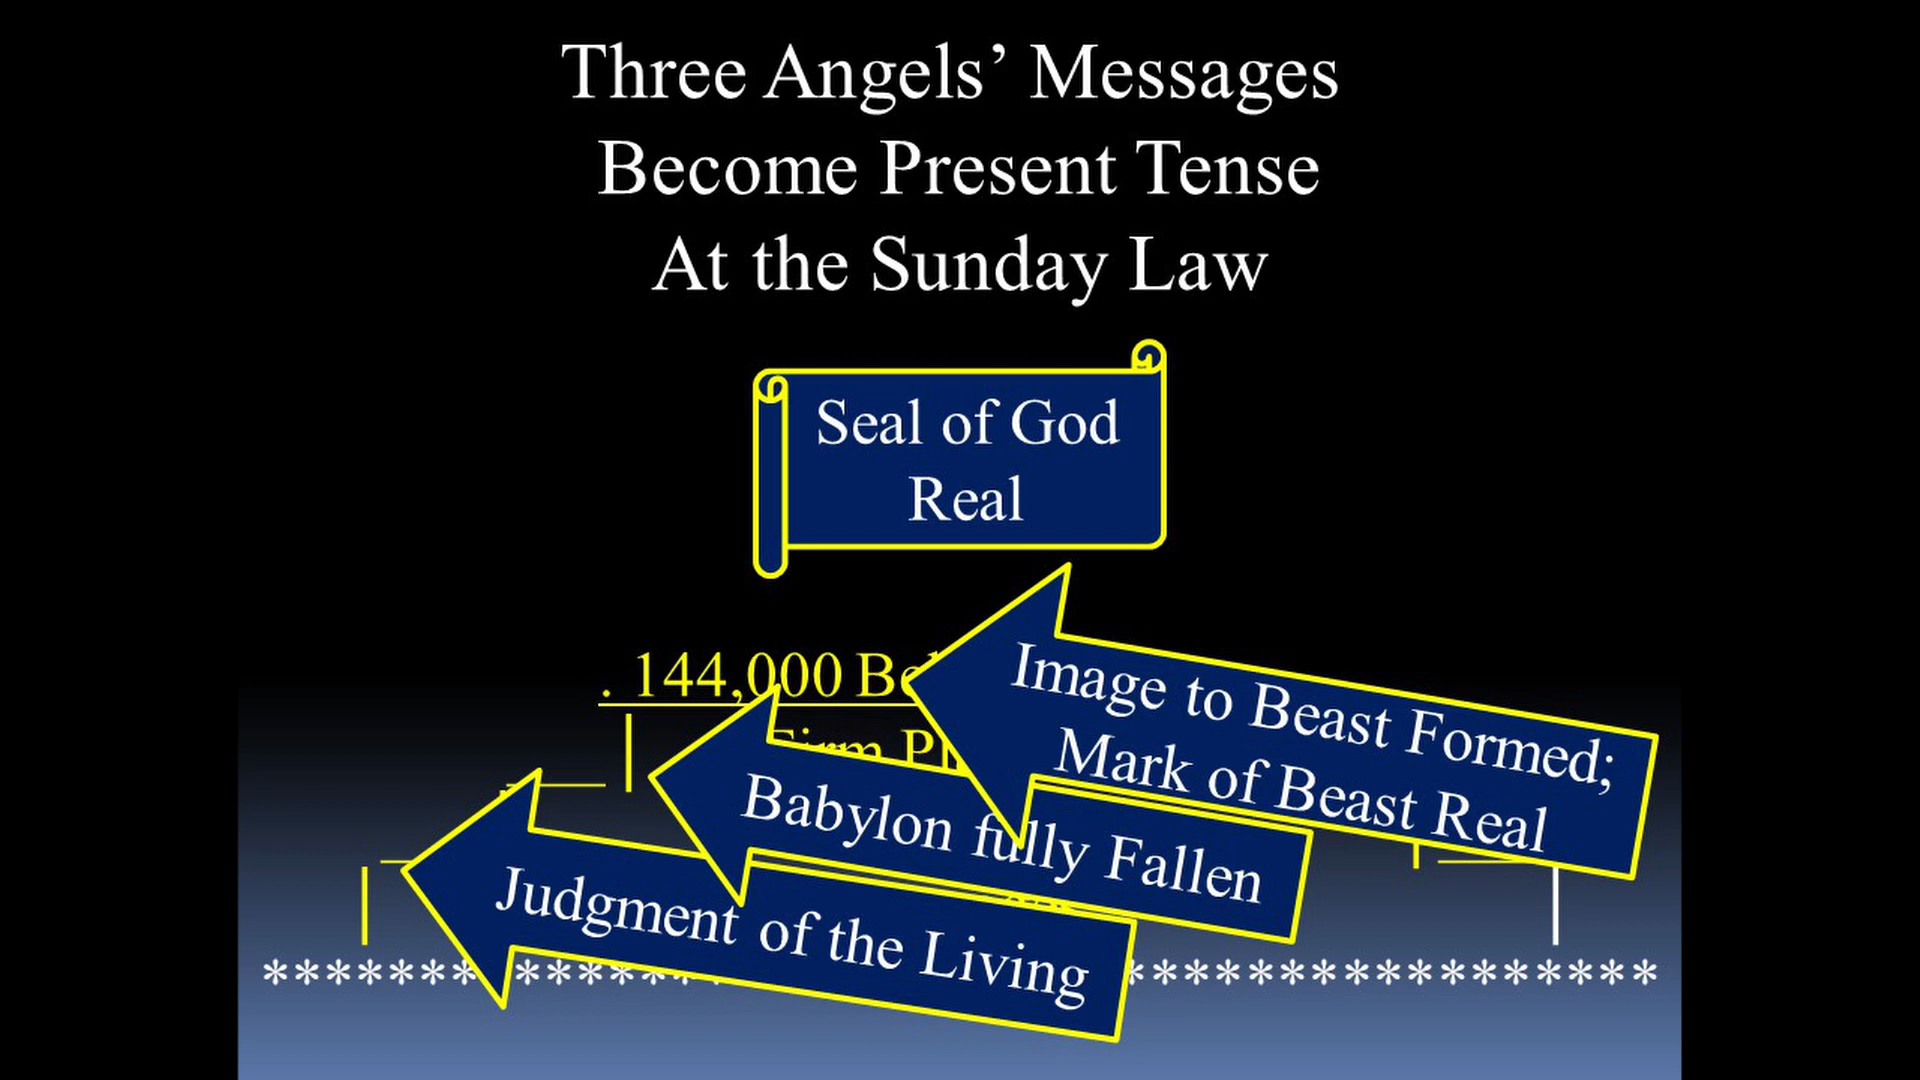 Three Angels’ Messages
Become Present Tense
At the Sunday Law
Seal of God
Real
. 144,000
Image to Beast Formed;
Mark of Beast Real
Babylon fully Fallen
Judgment of the Living